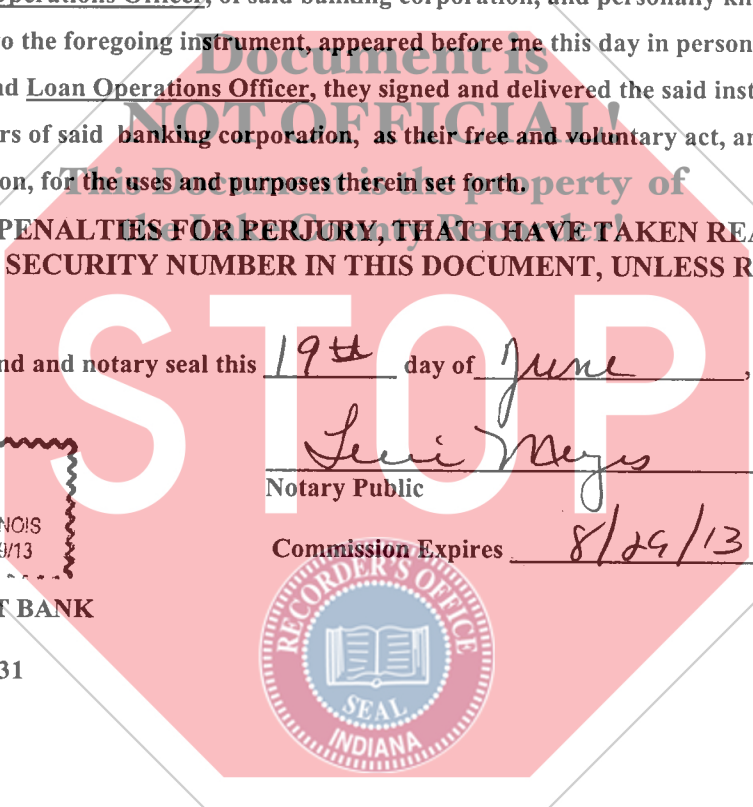 Operations Officer, of said banking corporation, and personally kn
o the foregoing instrument, appeared before me this day in person
nd Loan Operations Officer, they signed and delivered the said inst
rs of said banking corporation, as their free and voluntary act, an
on, for the uses and purposes therein set forth.
PENALTIES FOR PERJURY, THAT I HAVE TAKEN REA
SECURITY NUMBER IN THIS DOCUMENT, UNLESS R
Document is
NOT OFFICIAL!
This Document is the property of
the Lake County Recorder!
STOP
nd and notary seal this 19th day of June,
Notary Public
NOIS
9/13
Commission Expires 8/29/13
T BANK
31
RECORDER'S OFFICE
SEAL
INDIANA